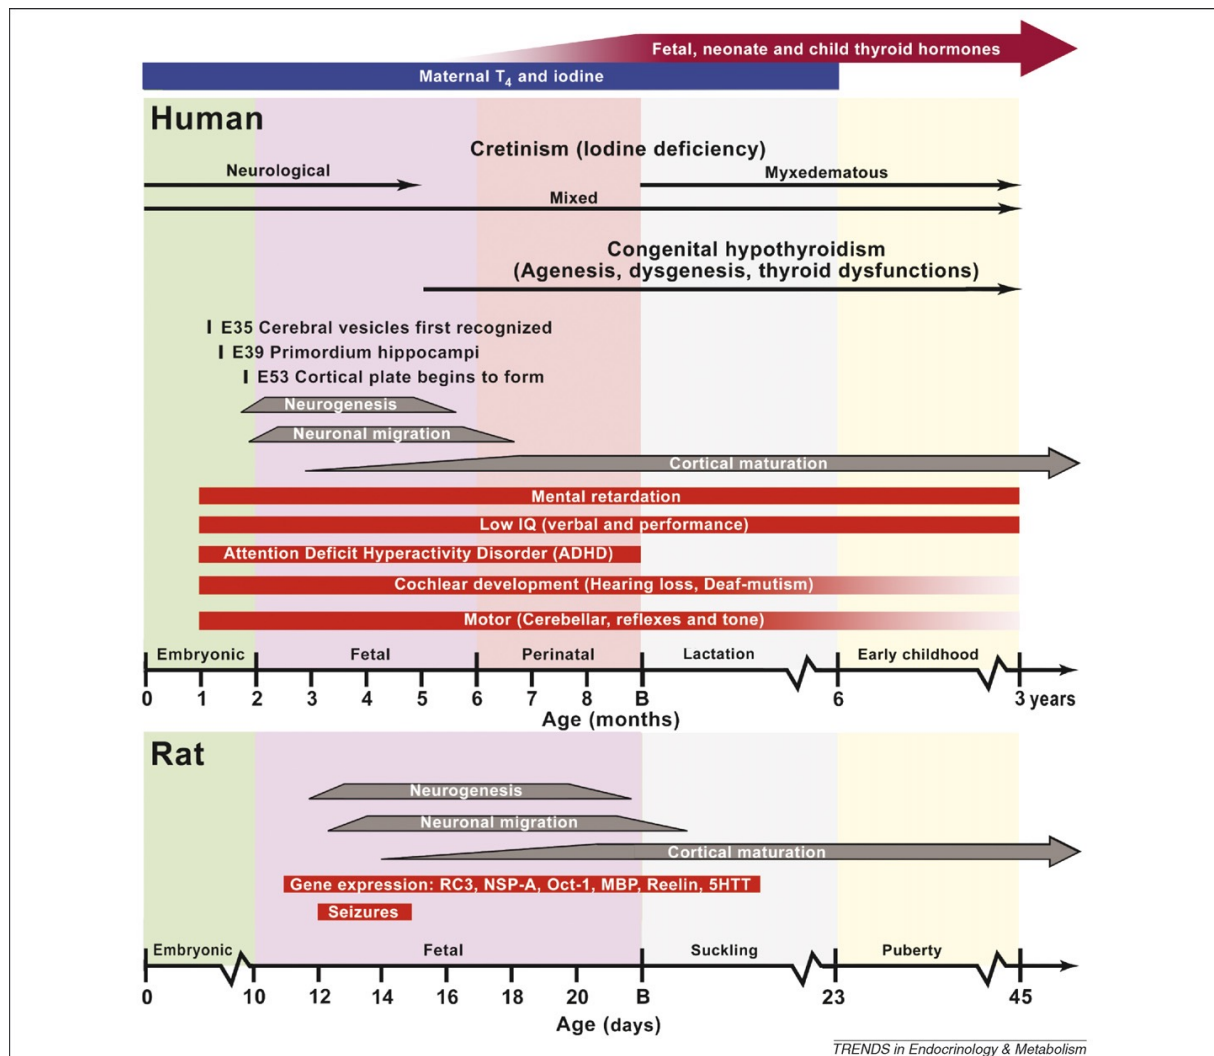 Fetal, neonate and child thyroid hormones
Maternal T4 and iodine
Human
Cretinism (Iodine deficiency)
Neurological
Myxedematous
Mixed
Congenital hypothyroidism
(Agenesis, dysgenesis, thyroid dysfunctions)
E35 Cerebral vesicles first recognized
E39 Primordium hippocampi
E53 Cortical plate begins to form
Neurogenesis
Neuronal migration
Cortical maturation
Mental retardation
Low IQ (verbal and performance)
Attention Deficit Hyperactivity Disorder (ADHD)
Cochlear development (Hearing loss, Deaf-mutism)
Motor (Cerebellar, reflexes and tone)
Embryonic Fetal Perinatal Lactation Early childhood
0 1 2 3 4 5 6 7 8 B 6 3 years
Age (months)
Rat
Neurogenesis
Neuronal migration
Cortical maturation
Gene expression: RC3, NSP-A, Oct-1, MBP, Reelin, 5HTT
Seizures
Embryonic Fetal Suckling Puberty
0 10 12 14 16 18 20 B 23 45
Age (days)
TRENDS in Endocrinology & Metabolism